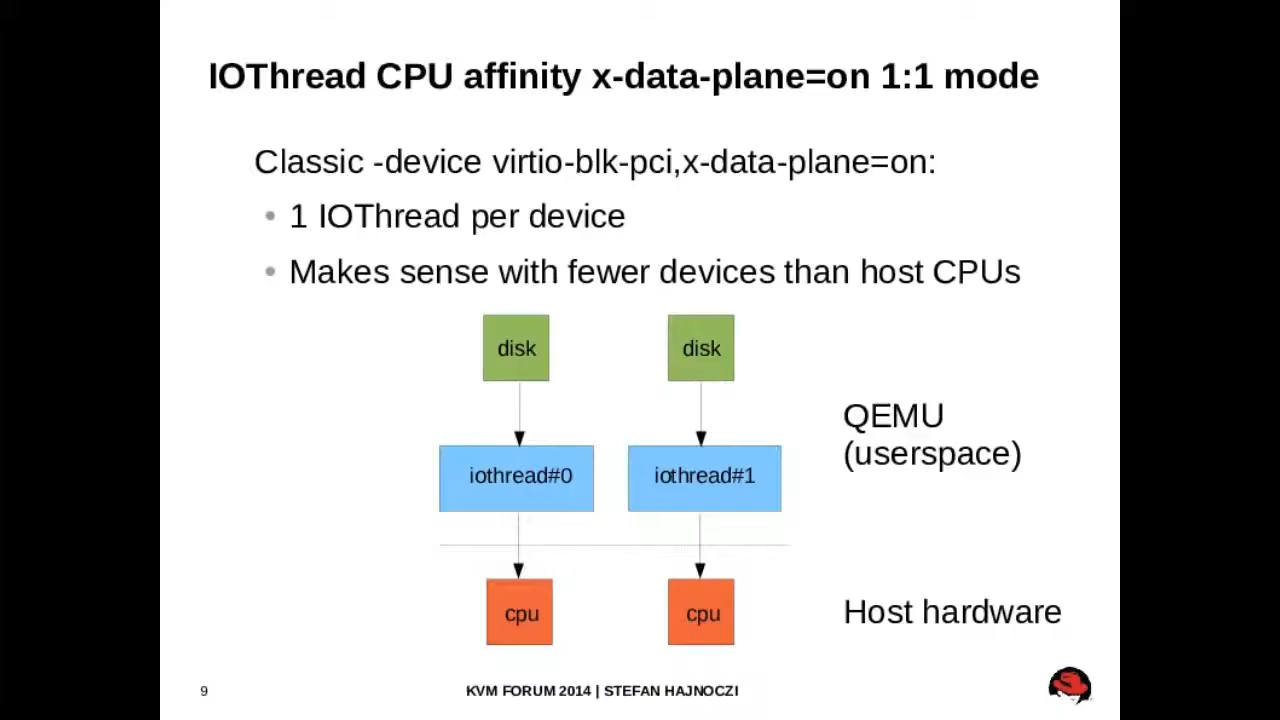 IOThread CPU affinity x-data-plane=on 1:1 mode
Classic -device virtio-blk-pci,x-data-plane=on:
• 1 IOThread per device
• Makes sense with fewer devices than host CPUs
disk disk
QEMU
(userspace)
iothread#0 iothread#1
cpu cpu
Host hardware
9 KVM FORUM 2014 | STEFAN HAJNOCZI